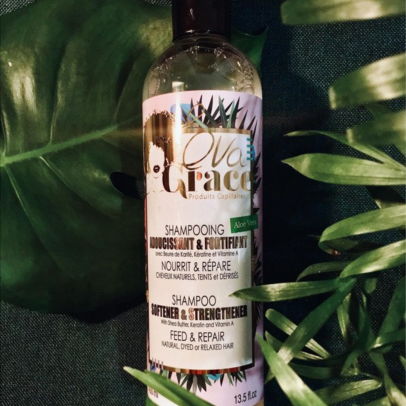 Eva
Grace
Produits Capillaires
Aloe Vera
SHAMPOOING
ADOUCISSANT & FORTIFIANT
avec Beurre de Karité, Kératine et Vitamine A
NOURRIT & RÉPARE
CHEVEUX NATURELS, TEINTS et DÉFRISÉS
SHAMPOO
SOFTENER & STRENGTHENER
with Shea Butter, Keratin and Vitamin A
FEED & REPAIR
NATURAL, DYED or RELAXED HAIR
13.5 fl.oz